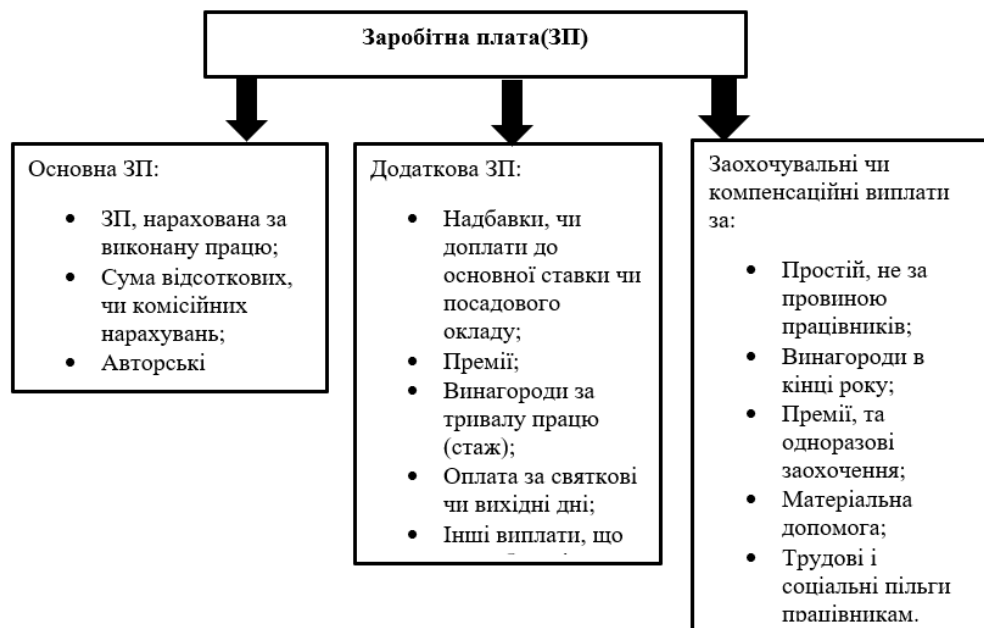 Заробітна плата(ЗП)
Основна ЗП:
• ЗП, нарахована за
виконану працю;
• Сума відсоткових,
чи комісійних
нарахувань;
• Авторські
Додаткова ЗП:
• Надбавки, чи
доплати до
основної ставки чи
посадового
окладу;
• Премії;
• Винагороди за
тривалу працю
(стаж);
• Оплата за святкові
чи вихідні дні;
• Інші виплати, що
Заохочувальні чи
компенсаційні виплати
за:
• Простій, не за
провиною
працівників;
• Винагороди в
кінці року;
• Премії, та
одноразові
заохочення;
• Матеріальна
допомога;
• Трудові і
соціальні пільги
працівникам.